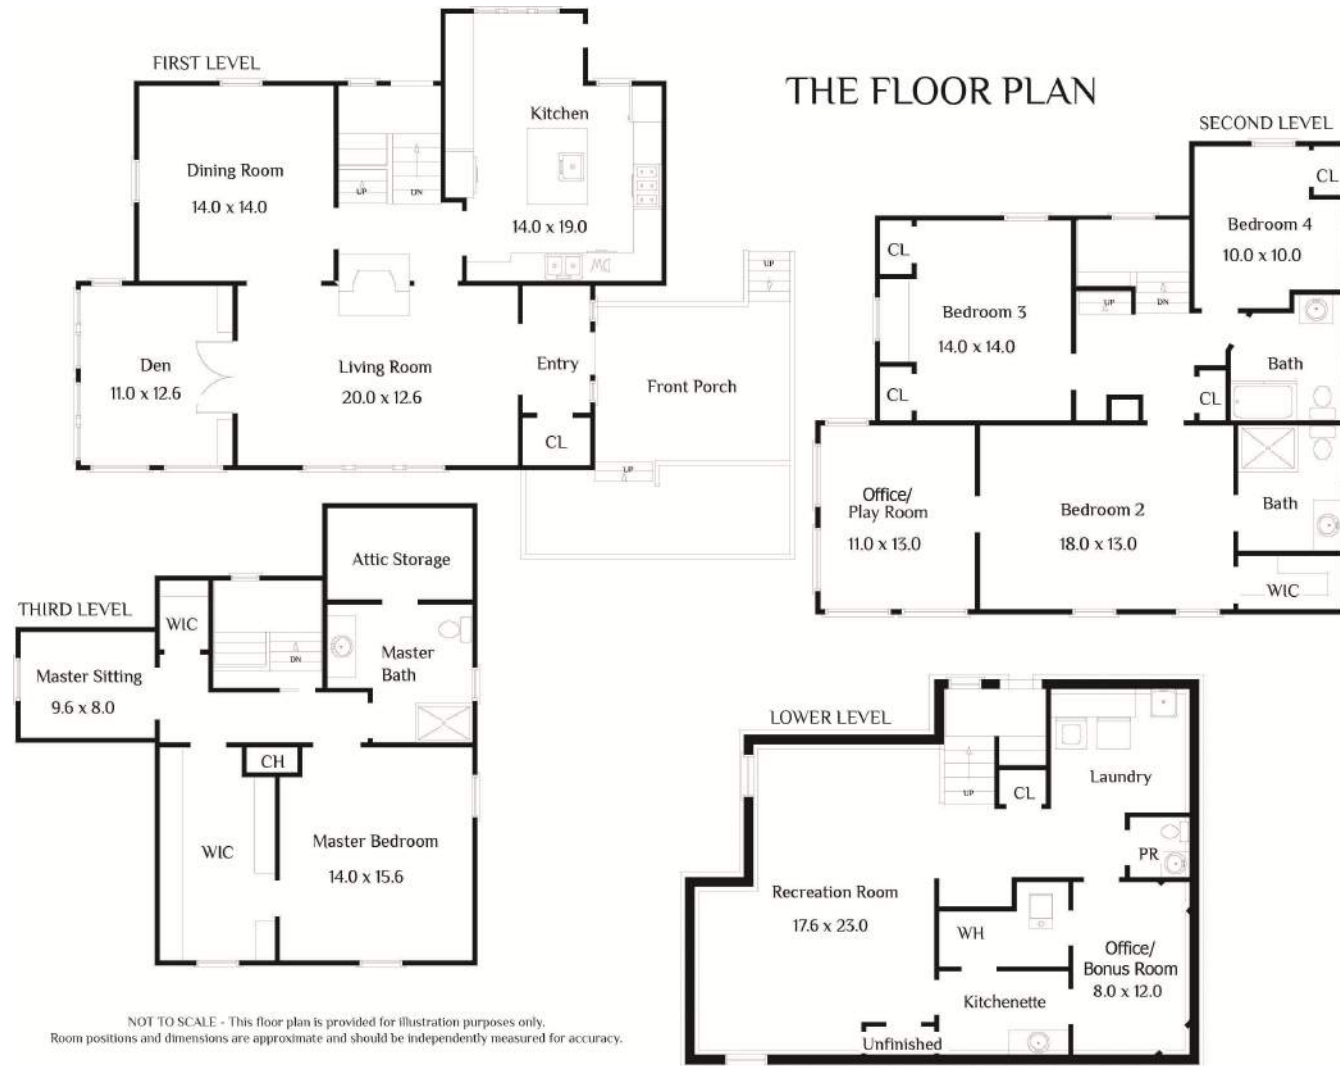 THE FLOOR PLAN
FIRST LEVEL
Kitchen
14.0 x 19.0
DW
Dining Room
14.0 x 14.0
UP
DN
Den
11.0 x 12.6
Living Room
20.0 x 12.6
Entry
CL
Front Porch
UP
UP
SECOND LEVEL
CL
Bedroom 4
10.0 x 10.0
CL
Bedroom 3
14.0 x 14.0
CL
UP
DN
CL
Bath
Office/
Play Room
11.0 x 13.0
Bedroom 2
18.0 x 13.0
Bath
WIC
THIRD LEVEL
Attic Storage
WIC
DN
Master
Bath
Master Sitting
9.6 x 8.0
CH
WIC
Master Bedroom
14.0 x 15.6
LOWER LEVEL
UP
CL
Laundry
PR
Recreation Room
17.6 x 23.0
WH
Office/
Bonus Room
8.0 x 12.0
Kitchenette
Unfinished
NOT TO SCALE - This floor plan is provided for illustration purposes only.
Room positions and dimensions are approximate and should be independently measured for accuracy.